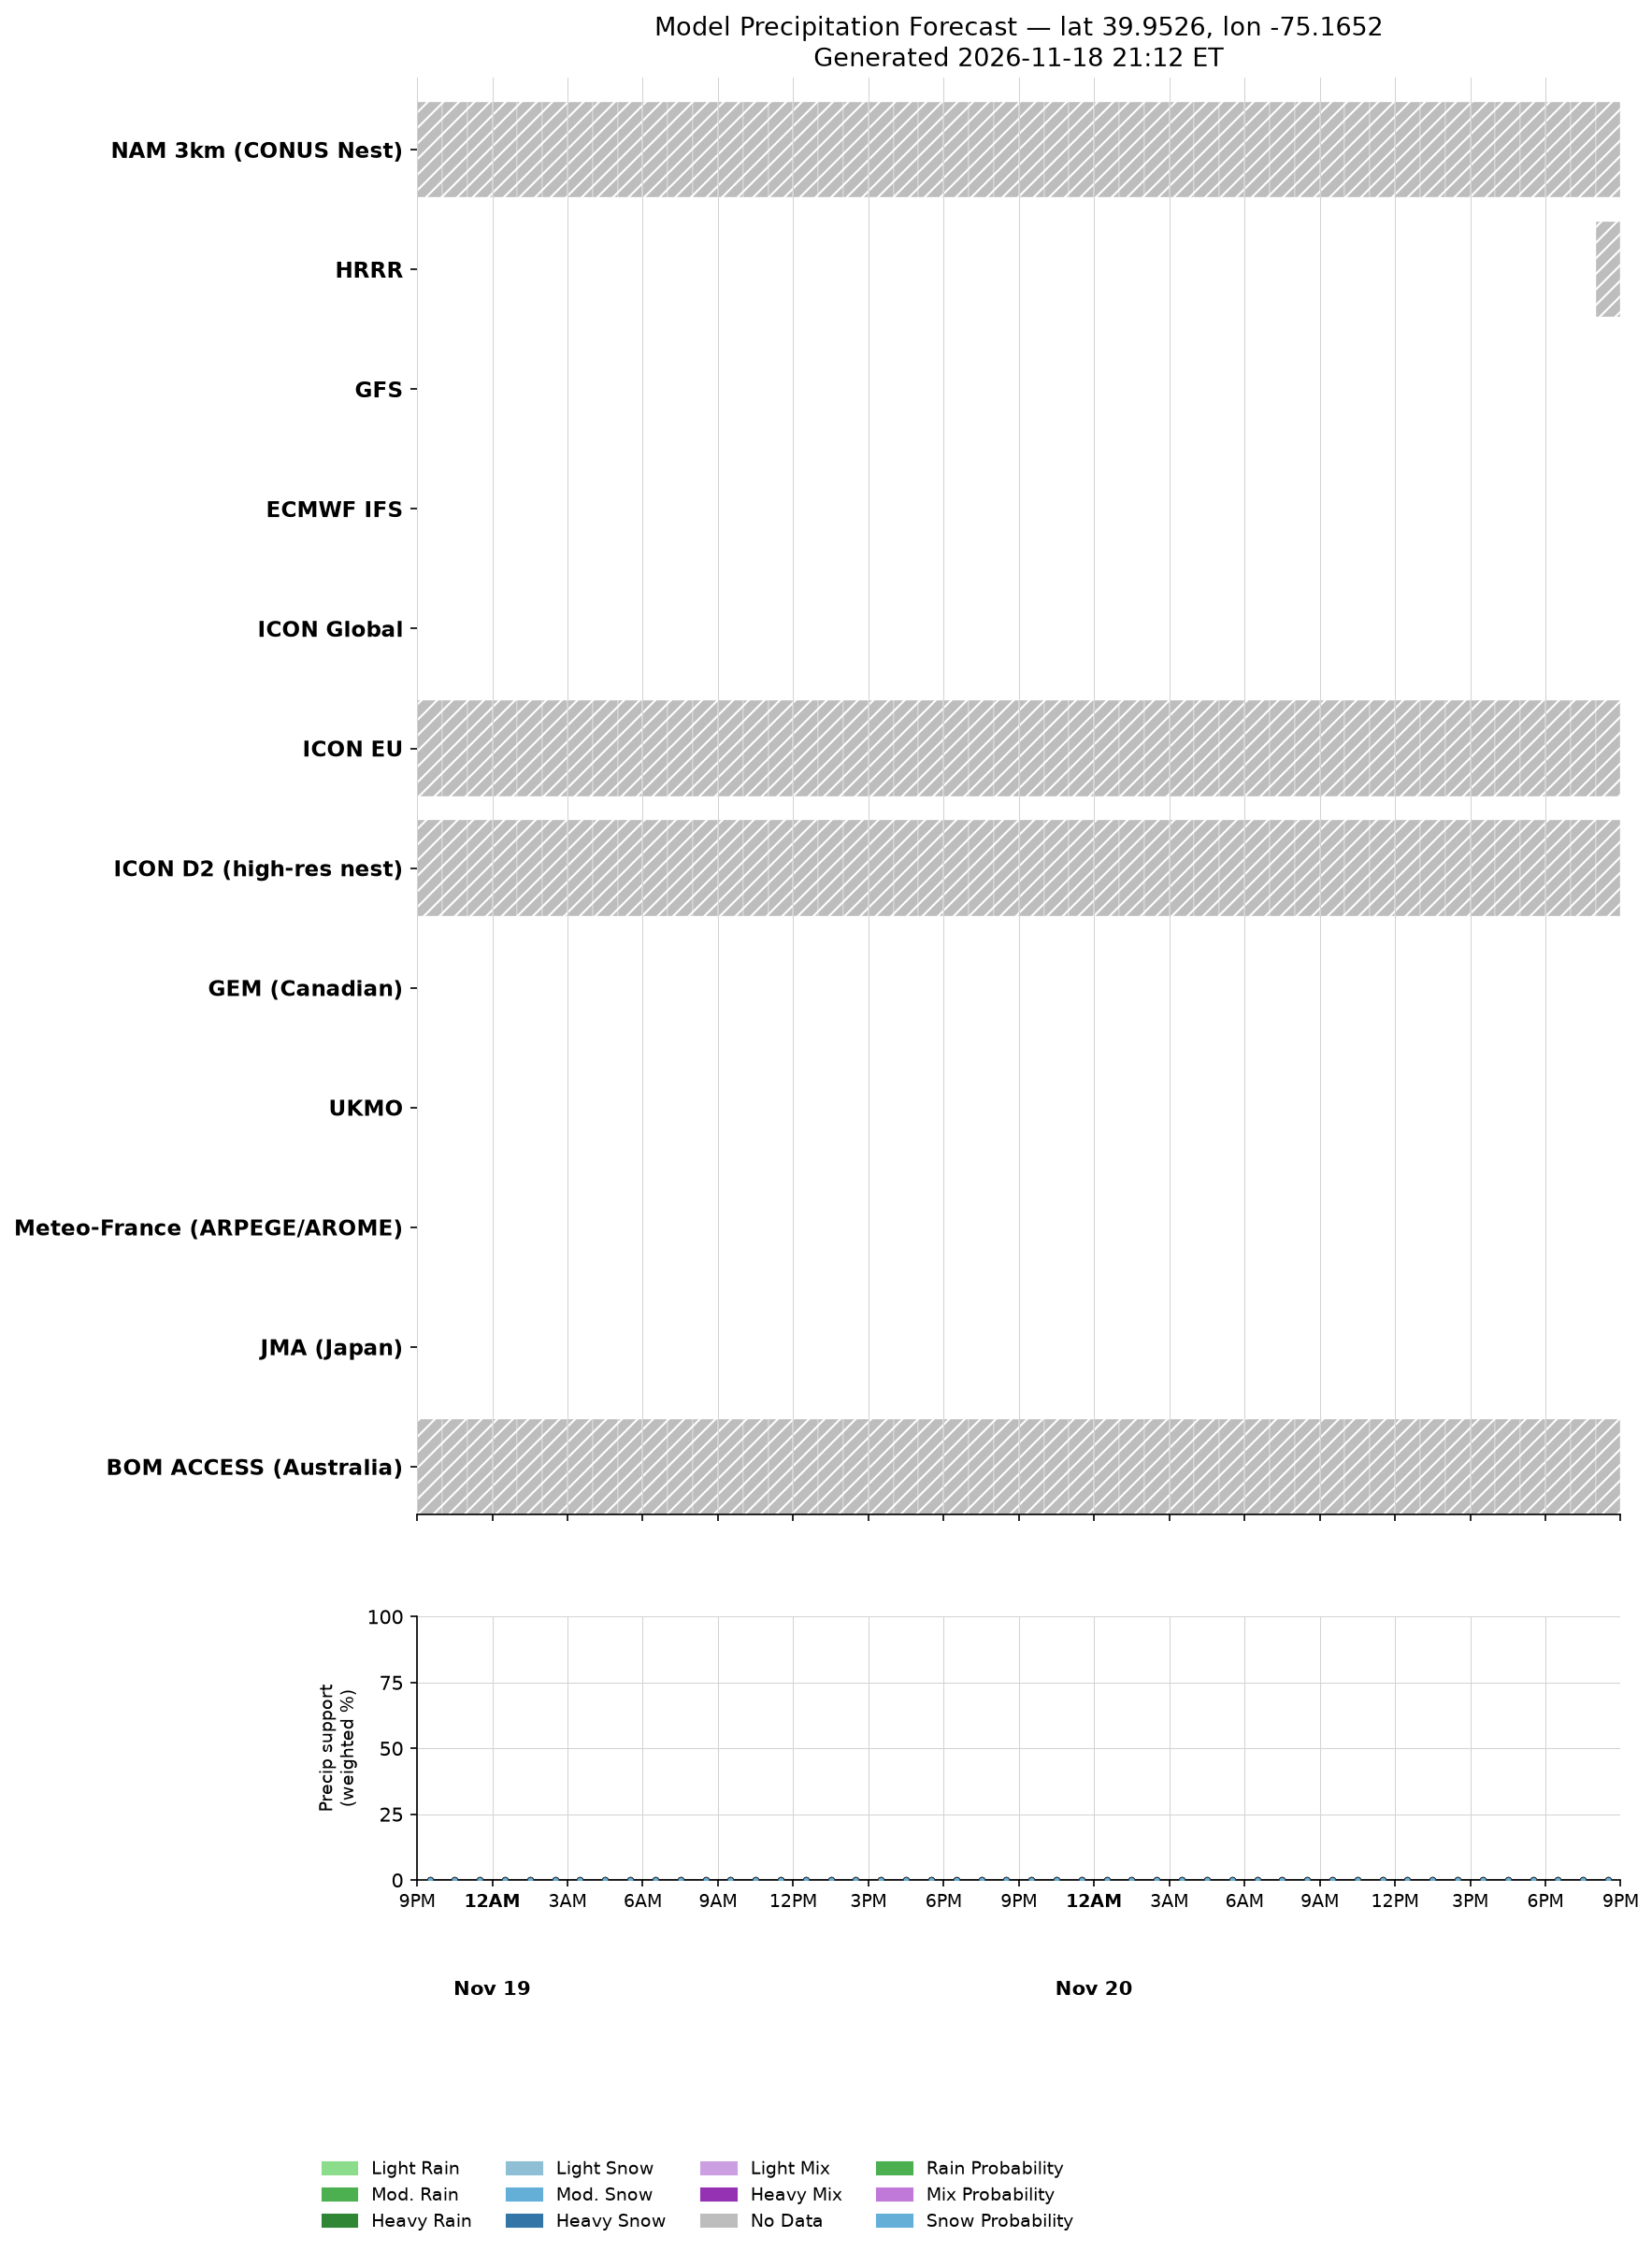 Model Precipitation Forecast — lat 39.9526, lon -75.1652
Generated 2026-11-18 21:12 ET
NAM 3km (CONUS Nest)
HRRR
GFS
ECMWF IFS
ICON Global
ICON EU
ICON D2 (high-res nest)
GEM (Canadian)
UKMO
Meteo-France (ARPEGE/AROME)
JMA (Japan)
BOM ACCESS (Australia)
Precip support
(weighted %)
100
75
50
25
0
9PM 12AM 3AM 6AM 9AM 12PM 3PM 6PM 9PM 12AM 3AM 6AM 9AM 12PM 3PM 6PM 9PM
Nov 19 Nov 20
Light Rain Light Snow Light Mix Rain Probability
Mod. Rain Mod. Snow Heavy Mix Mix Probability
Heavy Rain Heavy Snow No Data Snow Probability